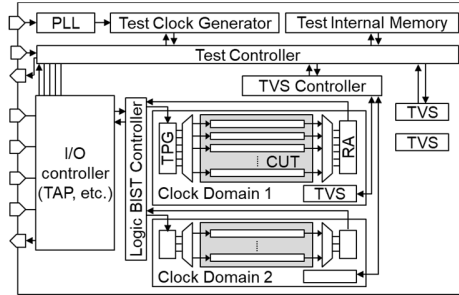 PLL
Test Clock Generator
Test Internal Memory
Test Controller
TVS Controller
TVS
TVS
I/O
controller
(TAP, etc.)
Logic BIST Controller
TPG
CUT
RA
TVS
Clock Domain 1
Clock Domain 2